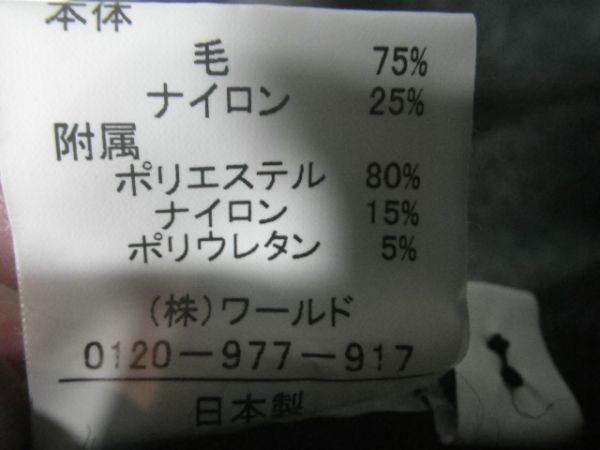 本体
毛 75%
ナイロン 25%
附属
ポリエステル 80%
ナイロン 15%
ポリウレタン 5%
(株)ワールド
0120-977-917
日本製